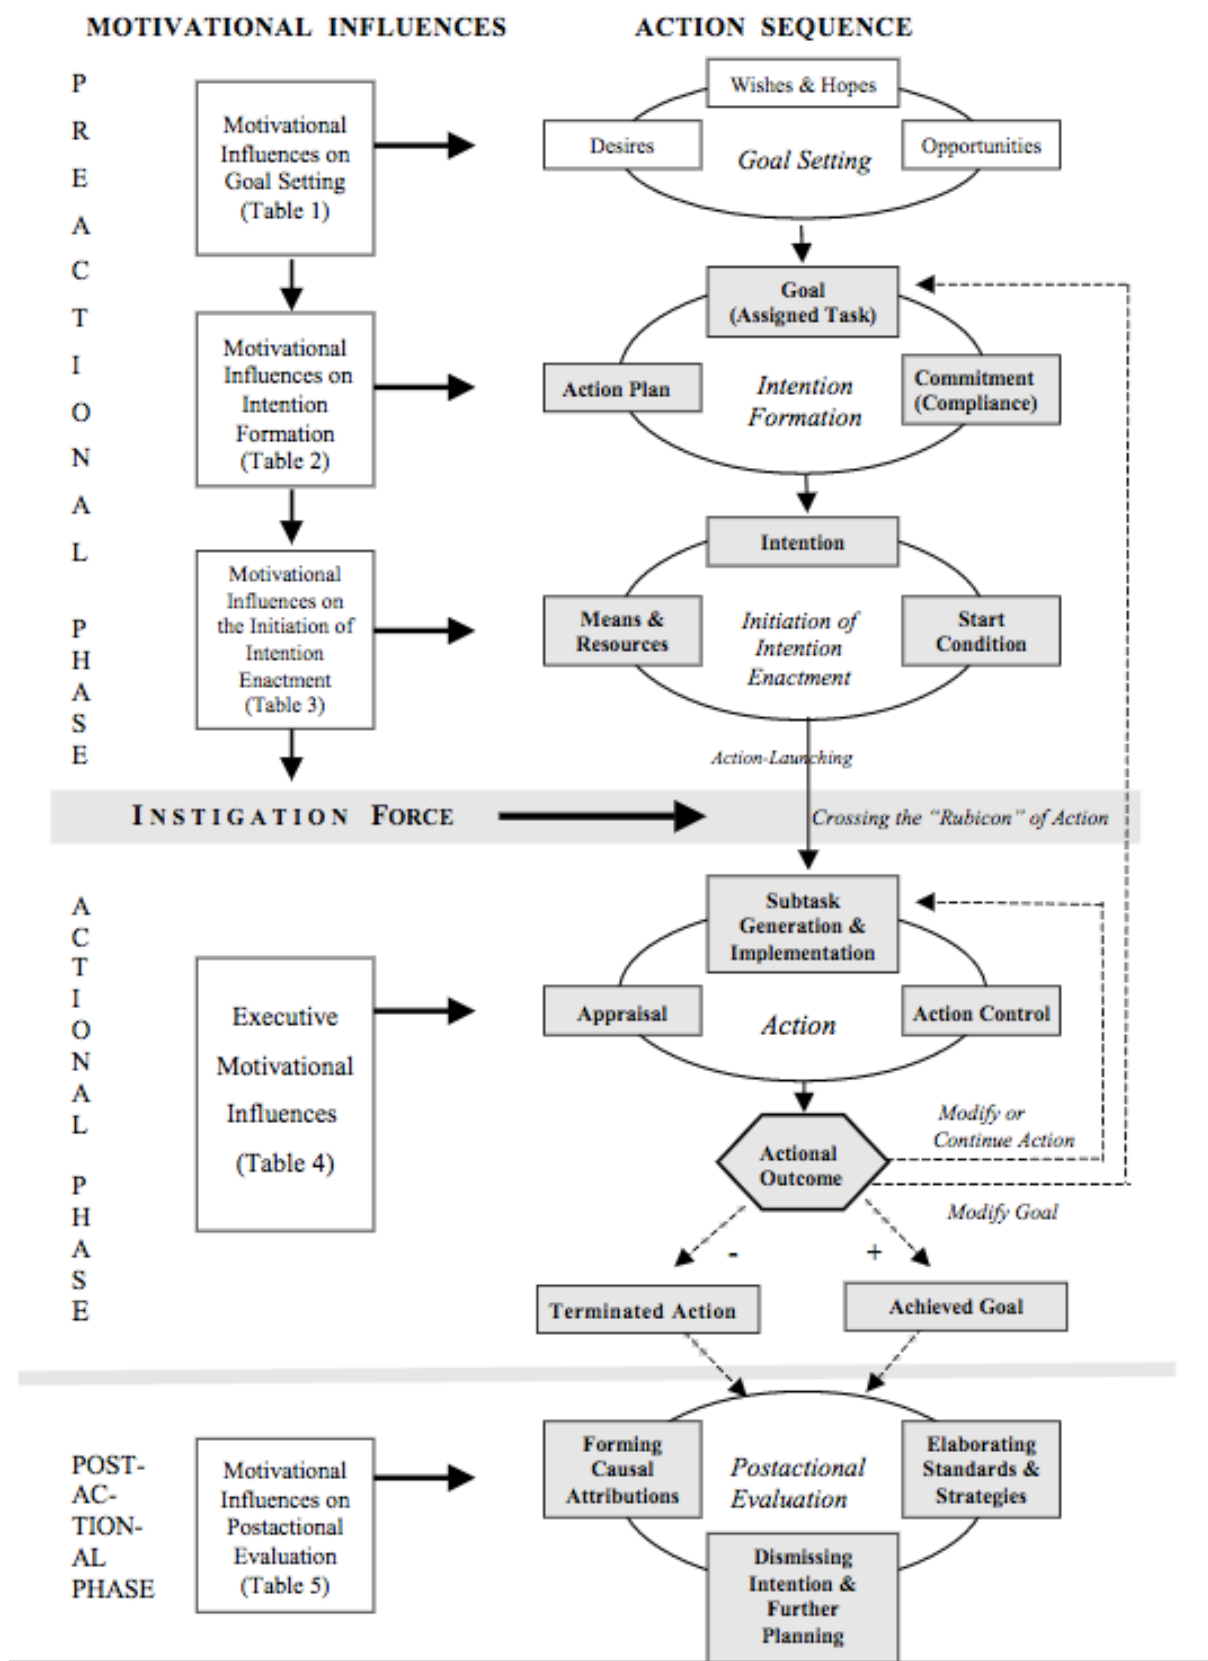 MOTIVATIONAL INFLUENCES
ACTION SEQUENCE
PREACTIONAL PHASE
Motivational
Influences on
Goal Setting
(Table 1)
Wishes & Hopes
Desires
Opportunities
Goal Setting
Motivational
Influences on
Intention
Formation
(Table 2)
Goal
(Assigned Task)
Action Plan
Commitment
(Compliance)
Intention
Formation
Motivational
Influences on
the Initiation of
Intention
Enactment
(Table 3)
Intention
Means &
Resources
Start
Condition
Initiation of
Intention
Enactment
Action-Launching
INSTIGATION FORCE
Crossing the “Rubicon” of Action
ACTIONAL PHASE
Executive
Motivational
Influences
(Table 4)
Subtask
Generation &
Implementation
Appraisal
Action Control
Action
Modify or
Continue Action
Actional
Outcome
Modify Goal
-
+
Terminated Action
Achieved Goal
POST-
AC-
TION-
AL
PHASE
Motivational
Influences on
Postactional
Evaluation
(Table 5)
Forming
Causal
Attributions
Postactional
Evaluation
Elaborating
Standards &
Strategies
Dismissing
Intention &
Further
Planning